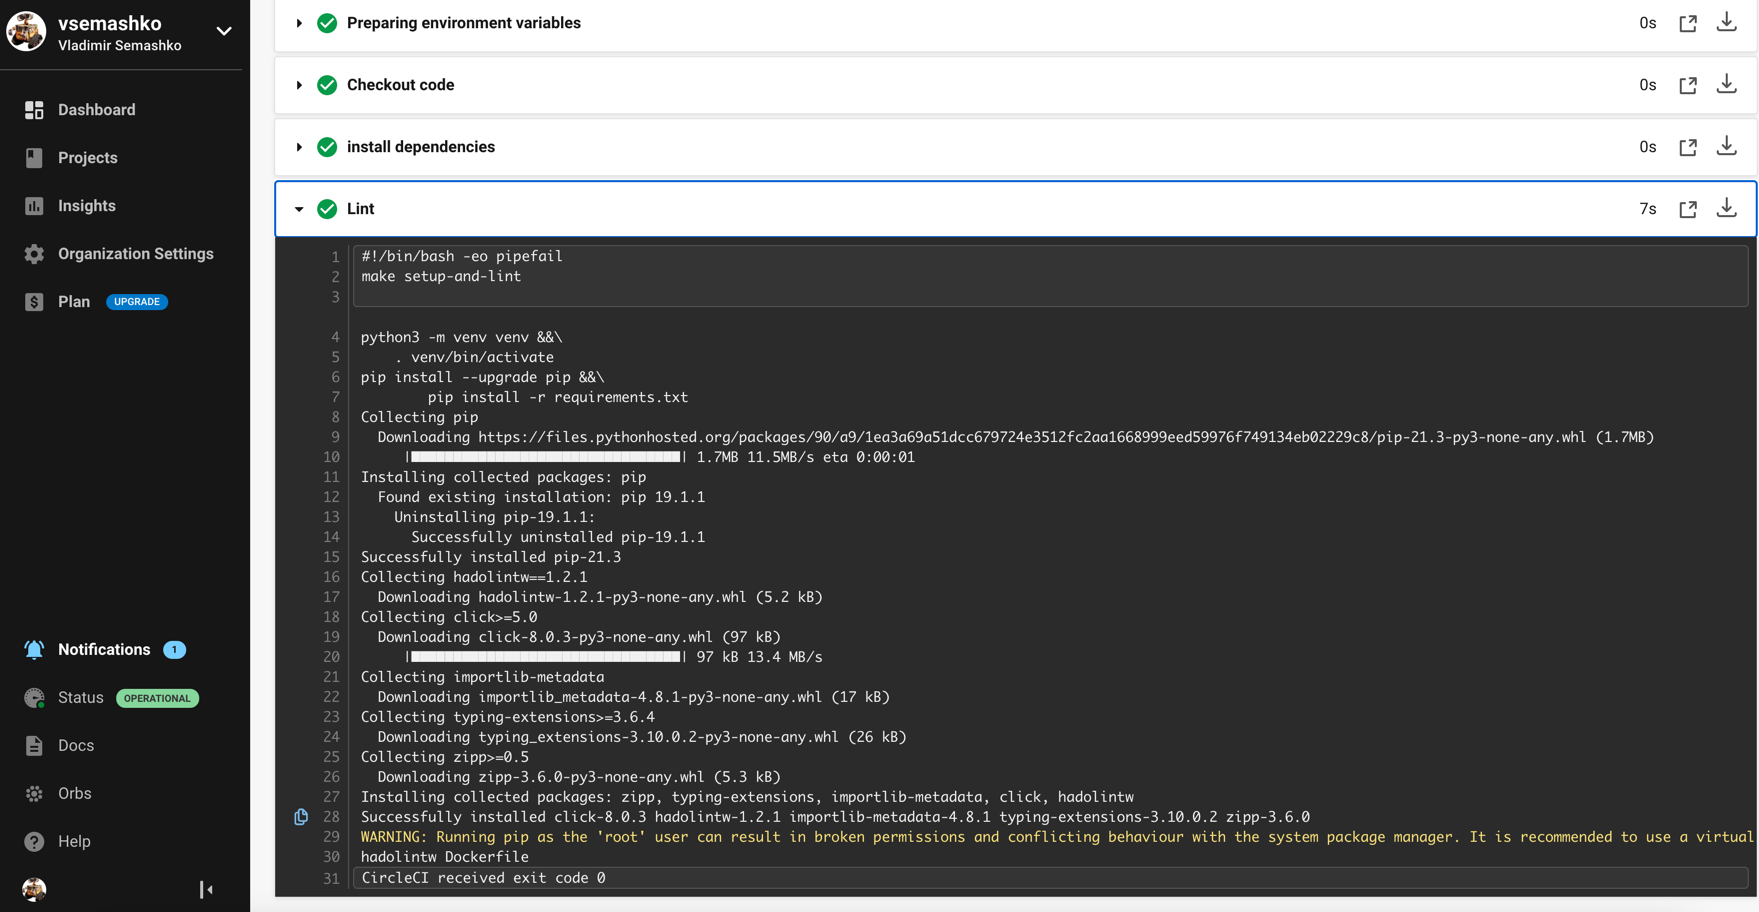 vsemashko
Vladimir Semashko
Dashboard
Projects
Insights
Organization Settings
Plan UPGRADE
Notifications 1
Status OPERATIONAL
Docs
Orbs
Help
Preparing environment variables 0s
Checkout code 0s
install dependencies 0s
Lint 7s
1 #!/bin/bash -eo pipefail
2 make setup-and-lint
3
4 python3 -m venv venv &&\
5 . venv/bin/activate
6 pip install --upgrade pip &&\
7 pip install -r requirements.txt
8 Collecting pip
9 Downloading https://files.pythonhosted.org/packages/90/a9/1ea3a69a51dcc679724e3512fc2aa1668999eed59976f749134eb02229c8/pip-21.3-py3-none-any.whl (1.7MB)
10 |████████████████████████████████| 1.7MB 11.5MB/s eta 0:00:01
11 Installing collected packages: pip
12 Found existing installation: pip 19.1.1
13 Uninstalling pip-19.1.1:
14 Successfully uninstalled pip-19.1.1
15 Successfully installed pip-21.3
16 Collecting hadolintw==1.2.1
17 Downloading hadolintw-1.2.1-py3-none-any.whl (5.2 kB)
18 Collecting click>=5.0
19 Downloading click-8.0.3-py3-none-any.whl (97 kB)
20 |████████████████████████████████| 97 kB 13.4 MB/s
21 Collecting importlib-metadata
22 Downloading importlib_metadata-4.8.1-py3-none-any.whl (17 kB)
23 Collecting typing-extensions>=3.6.4
24 Downloading typing_extensions-3.10.0.2-py3-none-any.whl (26 kB)
25 Collecting zipp>=0.5
26 Downloading zipp-3.6.0-py3-none-any.whl (5.3 kB)
27 Installing collected packages: zipp, typing-extensions, importlib-metadata, click, hadolintw
28 Successfully installed click-8.0.3 hadolintw-1.2.1 importlib-metadata-4.8.1 typing-extensions-3.10.0.2 zipp-3.6.0
29 WARNING: Running pip as the 'root' user can result in broken permissions and conflicting behaviour with the system package manager. It is recommended to use a virtual
30 hadolintw Dockerfile
31 CircleCI received exit code 0